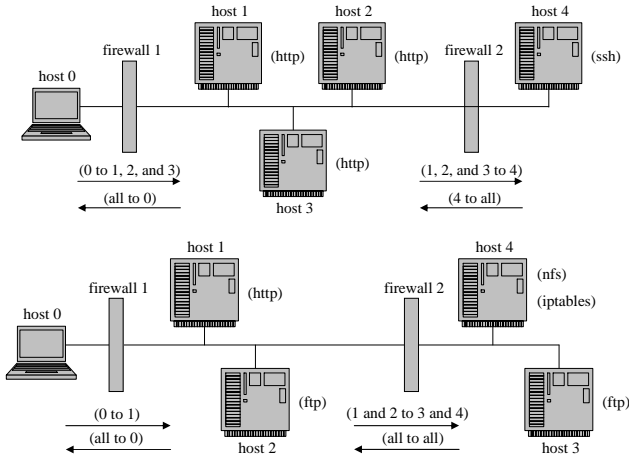 host 1
host 2
host 4
firewall 1
firewall 2
host 0
(http)
(http)
(ssh)
(http)
(0 to 1, 2, and 3)
(1, 2, and 3 to 4)
(all to 0)
(4 to all)
host 3
host 1
host 4
firewall 1
firewall 2
(nfs)
host 0
(http)
(iptables)
(ftp)
(ftp)
(0 to 1)
(1 and 2 to 3 and 4)
(all to 0)
(all to all)
host 2
host 3